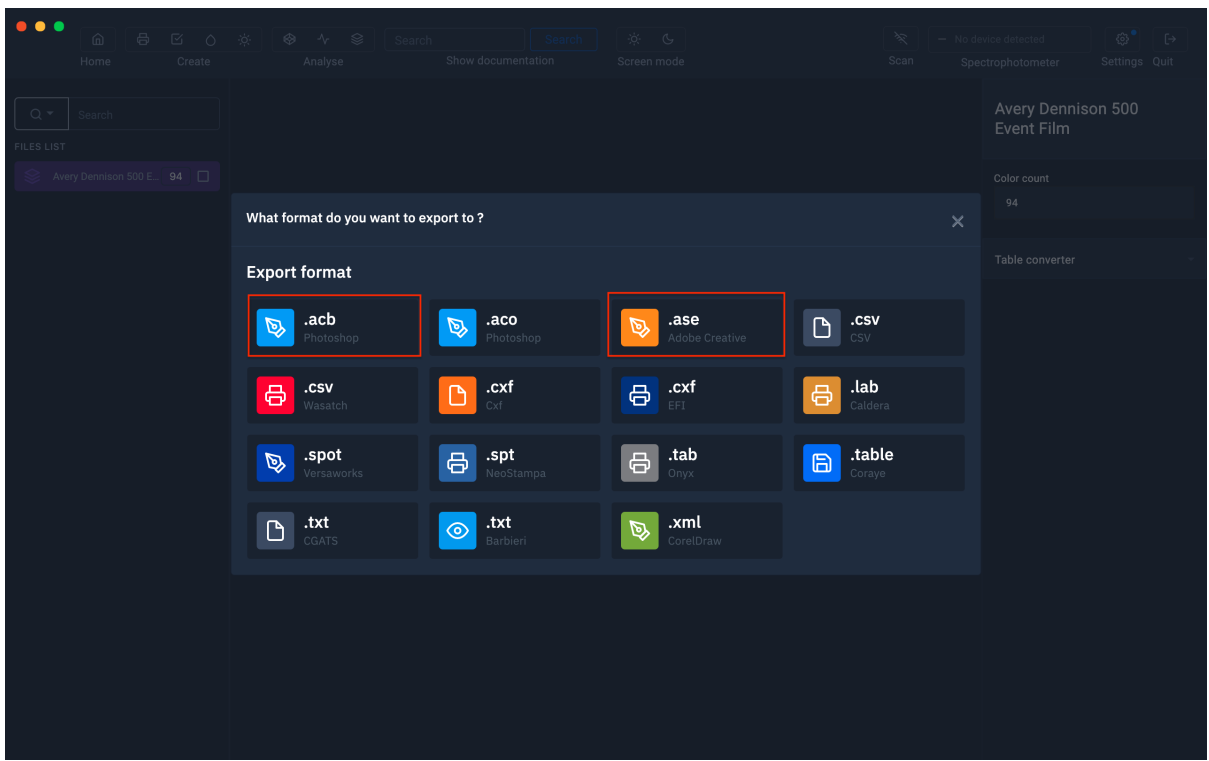 Search
Search
No device detected
Home
Create
Analyse
Show documentation
Screen mode
Scan
Spectrophotometer
Settings
Quit
Search
FILES LIST
Avery Dennison 500 E... 94
Avery Dennison 500
Event Film
Color count
94
Table converter
What format do you want to export to ?
Export format
.acb
Photoshop
.aco
Photoshop
.ase
Adobe Creative
.csv
CSV
.csv
Wasatch
.cxf
Cxf
.cxf
EFI
.lab
Caldera
.spot
Versaworks
.spt
NeoStampa
.tab
Onyx
.table
Coraye
.txt
CGATS
.txt
Barbieri
.xml
CorelDraw